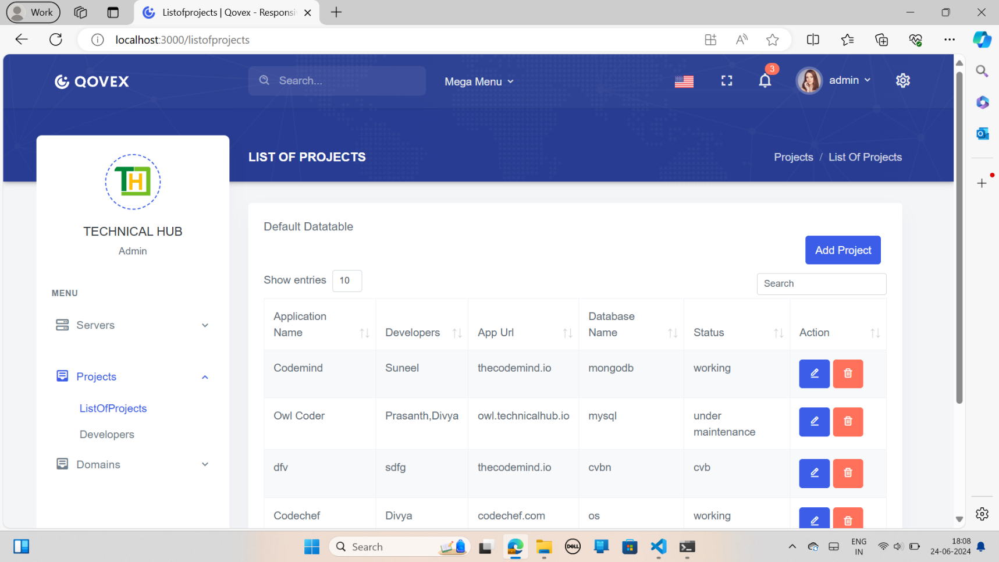 Work
Listofprojects | Qovex - Responsi
localhost:3000/listofprojects
QOVEX
Search...
Mega Menu
3
admin
LIST OF PROJECTS
Projects / List Of Projects
TH
TECHNICAL HUB
Admin
MENU
Servers
Projects
ListOfProjects
Developers
Domains
Default Datatable
Add Project
Show entries 10
Search
Application Name Developers App Url Database Name Status Action
Codemind Suneel thecodemind.io mongodb working
Owl Coder Prasanth,Divya owl.technicalhub.io mysql under maintenance
dfv sdfg thecodemind.io cvbn cvb
Codechef Divya codechef.com os working
Search
DELL
ENG
IN
18:08
24-06-2024